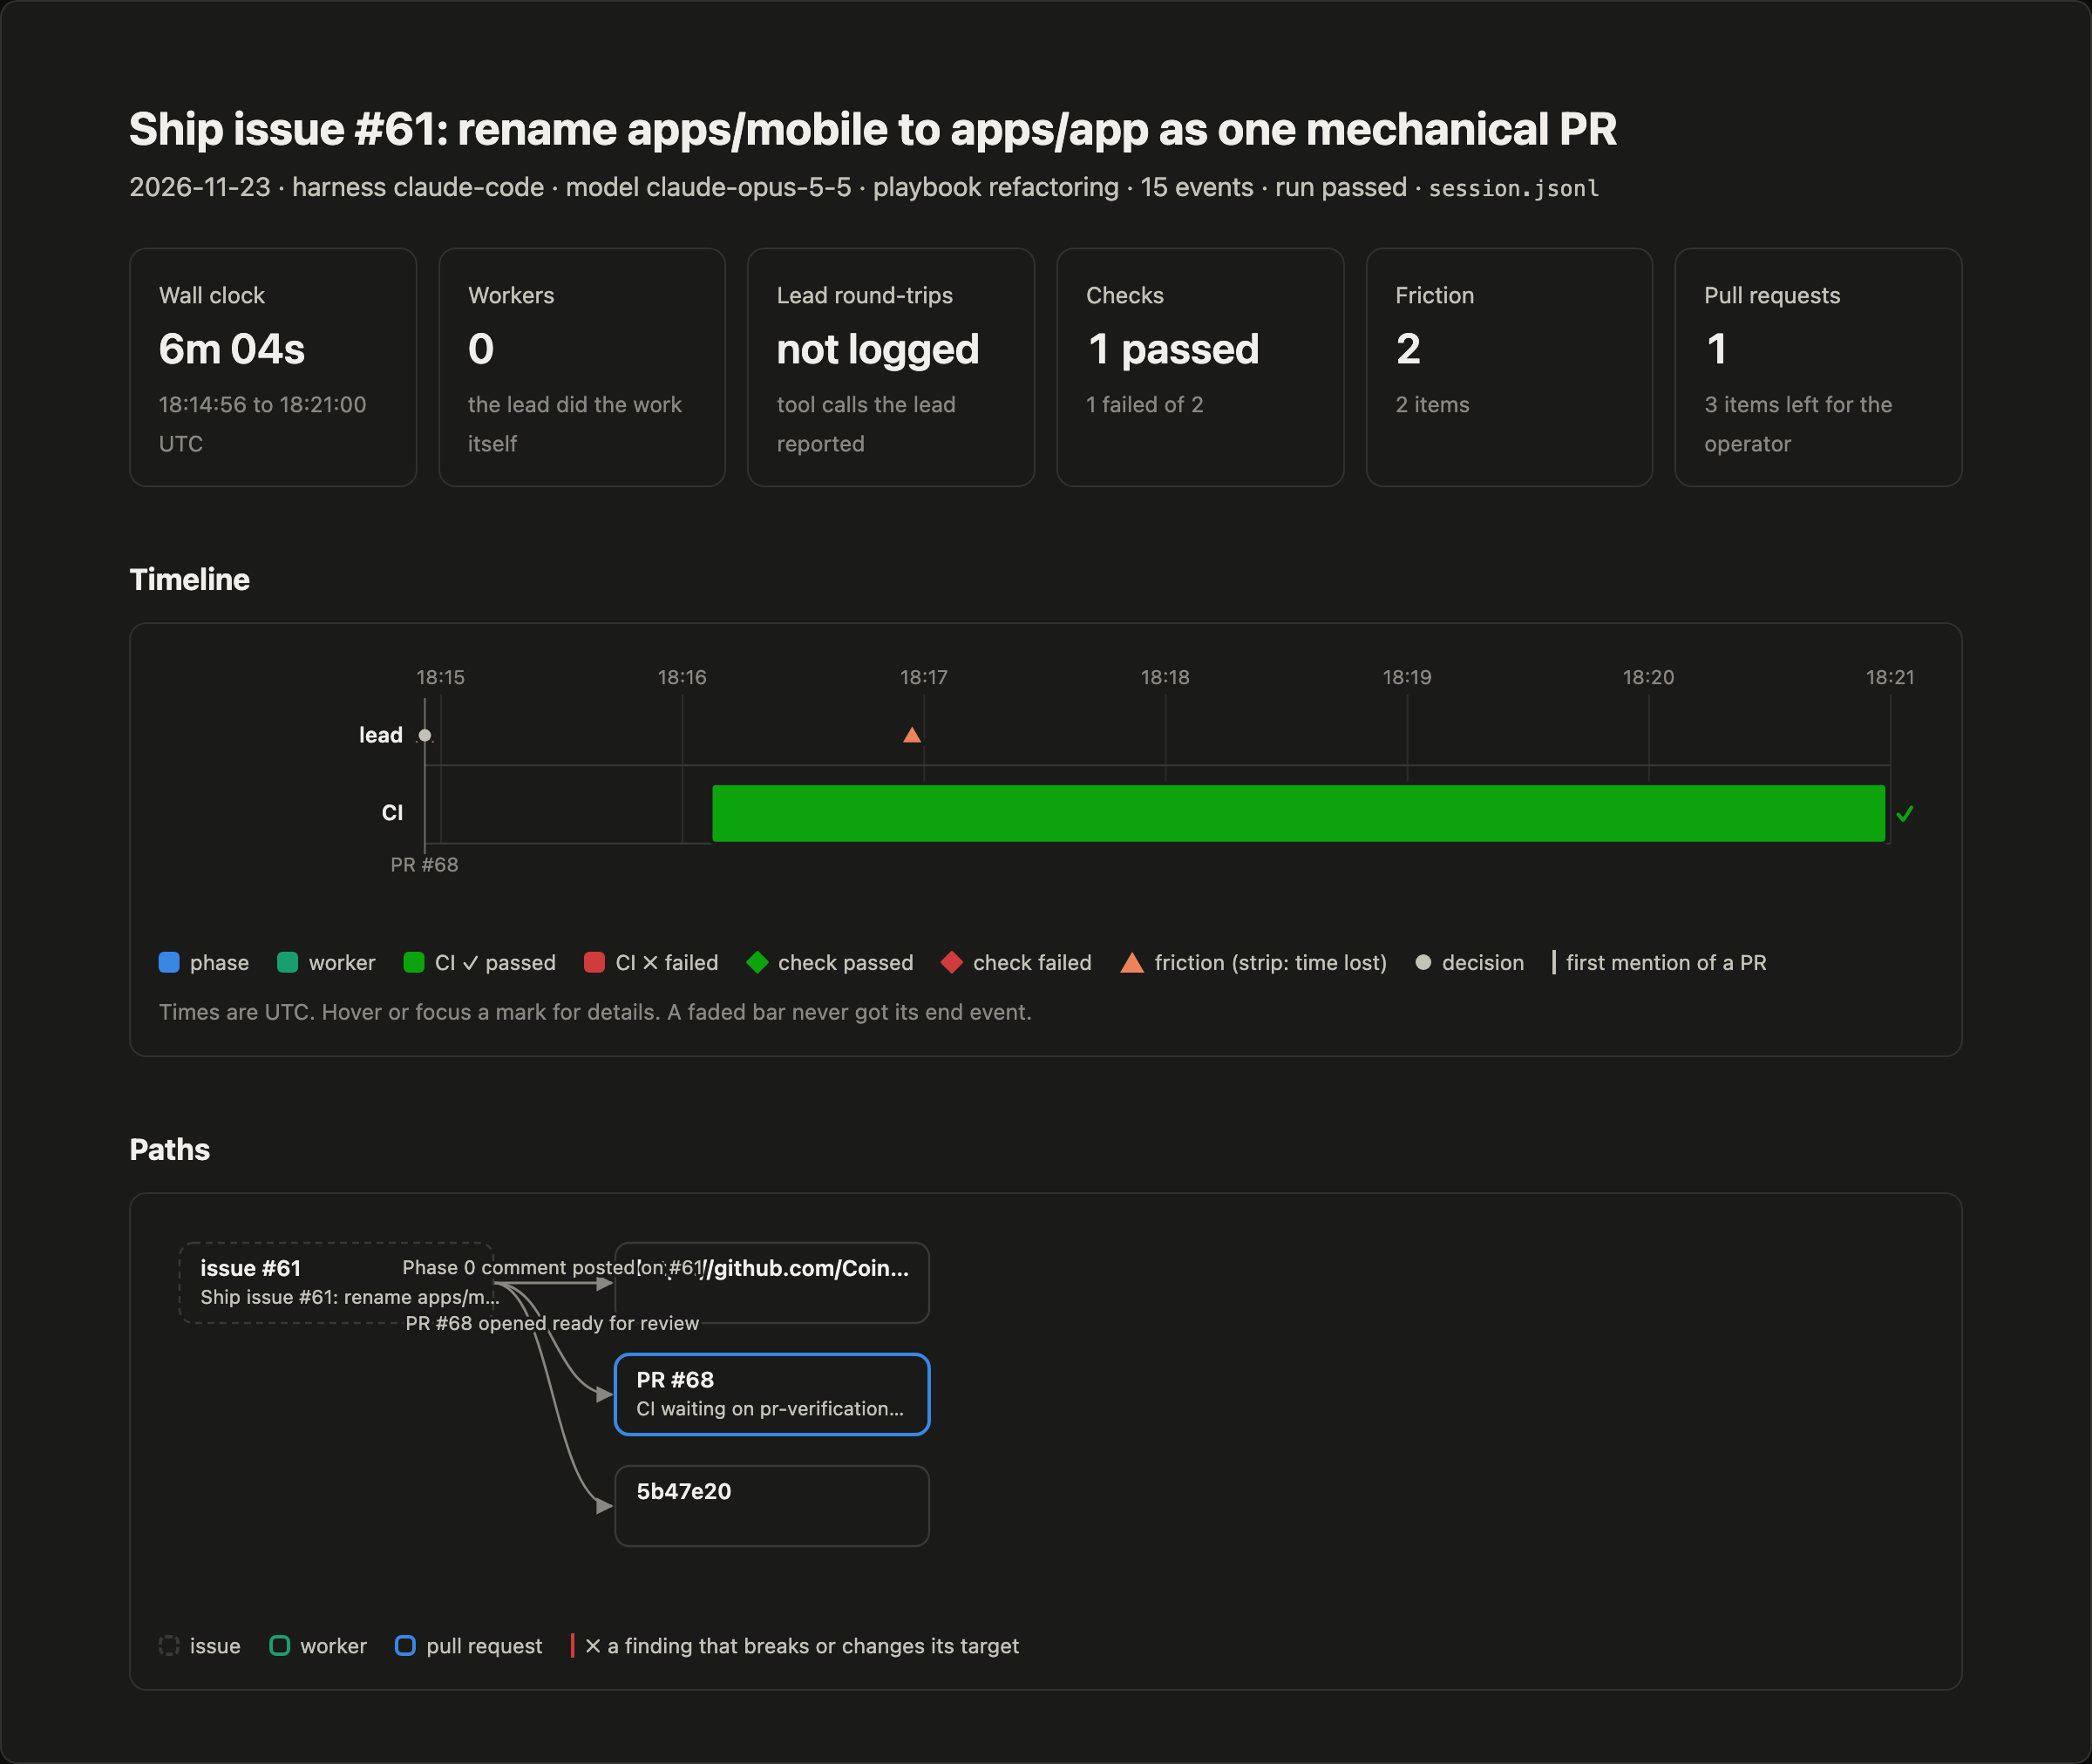 Ship issue #61: rename apps/mobile to apps/app as one mechanical PR
2026-11-23 · harness claude-code · model claude-opus-5-5 · playbook refactoring · 15 events · run passed · session.jsonl
Wall clock
6m 04s
18:14:56 to 18:21:00
UTC
Workers
0
the lead did the work
itself
Lead round-trips
not logged
tool calls the lead
reported
Checks
1 passed
1 failed of 2
Friction
2
2 items
Pull requests
1
3 items left for the
operator
Timeline
18:15 18:16 18:17 18:18 18:19 18:20 18:21
lead
CI ✓
PR #68
phase worker CI ✓ passed CI ✕ failed check passed check failed friction (strip: time lost) decision first mention of a PR
Times are UTC. Hover or focus a mark for details. A faded bar never got its end event.
Paths
issue #61
Ship issue #61: rename apps/m...
Phase 0 comment posted on #61
//github.com/Coin...
PR #68 opened ready for review
PR #68
CI waiting on pr-verification...
5b47e20
issue worker pull request ✕ a finding that breaks or changes its target